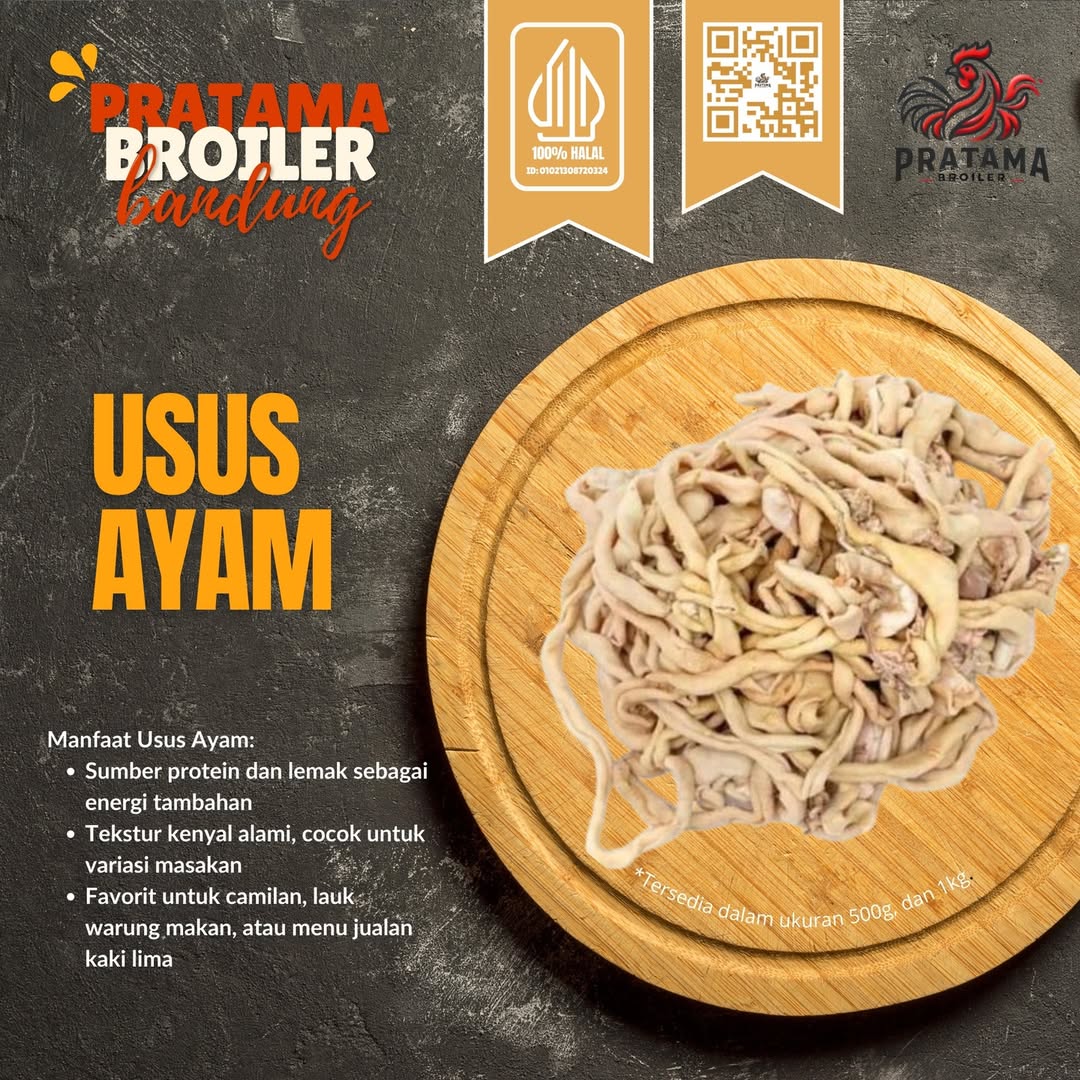 PRATAMA
BROILER
bandung
100% HALAL
ID: 01021308720324
PRATAMA
BROILER
USUS
AYAM
Manfaat Usus Ayam:
• Sumber protein dan lemak sebagai
energi tambahan
• Tekstur kenyal alami, cocok untuk
variasi masakan
• Favorit untuk camilan, lauk
warung makan, atau menu jualan
kaki lima
*Tersedia dalam ukuran 500g, dan 1kg.